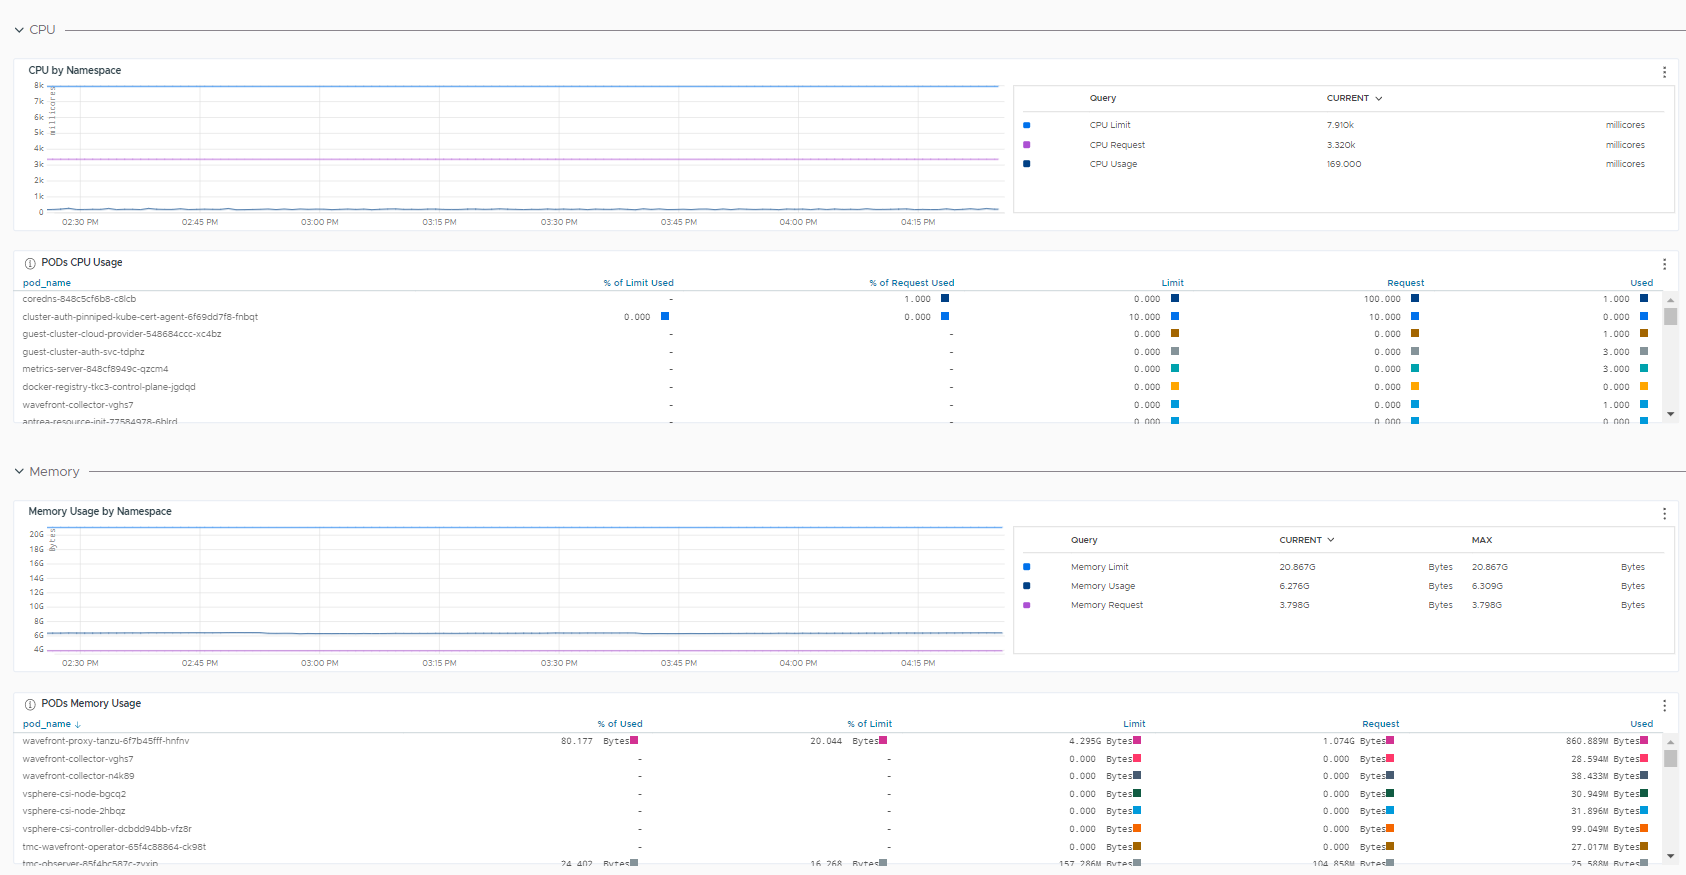 CPU
CPU by Namespace
8k
7k
6k
5k
4k
3k
2k
1k
0
millicores
02:30 PM 02:45 PM 03:00 PM 03:15 PM 03:30 PM 03:45 PM 04:00 PM 04:15 PM
Query CURRENT
CPU Limit 7.910k millicores
CPU Request 3.320k millicores
CPU Usage 169.000 millicores
PODs CPU Usage
pod_name % of Limit Used % of Request Used Limit Request Used
coredns-848c5cf6b8-c8lcb - 1.000 0.000 100.000 1.000
cluster-auth-pinniped-kube-cert-agent-6f69dd7f8-fnbqt 0.000 0.000 10.000 10.000 0.000
guest-cluster-cloud-provider-548684ccc-xc4bz - - 0.000 0.000 1.000
guest-cluster-auth-svc-tdphz - - 0.000 0.000 3.000
metrics-server-848cf8949c-qzcm4 - - 0.000 0.000 3.000
docker-registry-tkc3-control-plane-jgdqd - - 0.000 0.000 0.000
wavefront-collector-vghs7 - - 0.000 0.000 1.000
antrea-resource-init-77584978-6blrd - - 0.000 0.000 0.000
Memory
Memory Usage by Namespace
20G
18G
16G
14G
12G
10G
8G
6G
4G
Bytes
02:30 PM 02:45 PM 03:00 PM 03:15 PM 03:30 PM 03:45 PM 04:00 PM 04:15 PM
Query CURRENT MAX
Memory Limit 20.867G Bytes 20.867G Bytes
Memory Usage 6.276G Bytes 6.309G Bytes
Memory Request 3.798G Bytes 3.798G Bytes
PODs Memory Usage
pod_name ↓ % of Used % of Limit Limit Request Used
wavefront-proxy-tanzu-6f7b45fff-hnfnv 80.177 Bytes 20.044 Bytes 4.295G Bytes 1.074G Bytes 860.889M Bytes
wavefront-collector-vghs7 - - 0.000 Bytes 0.000 Bytes 28.594M Bytes
wavefront-collector-n4k89 - - 0.000 Bytes 0.000 Bytes 38.433M Bytes
vsphere-csi-node-bgcq2 - - 0.000 Bytes 0.000 Bytes 30.949M Bytes
vsphere-csi-node-2hbqz - - 0.000 Bytes 0.000 Bytes 31.896M Bytes
vsphere-csi-controller-dcbdd94bb-vfz8r - - 0.000 Bytes 0.000 Bytes 99.049M Bytes
tmc-wavefront-operator-65f4c88864-ck98t - - 0.000 Bytes 0.000 Bytes 27.017M Bytes
tmc-observer-85f4bc587c-zvxjp 24.402 Bytes 16.268 Bytes 157.286M Bytes 104.858M Bytes 25.588M Bytes